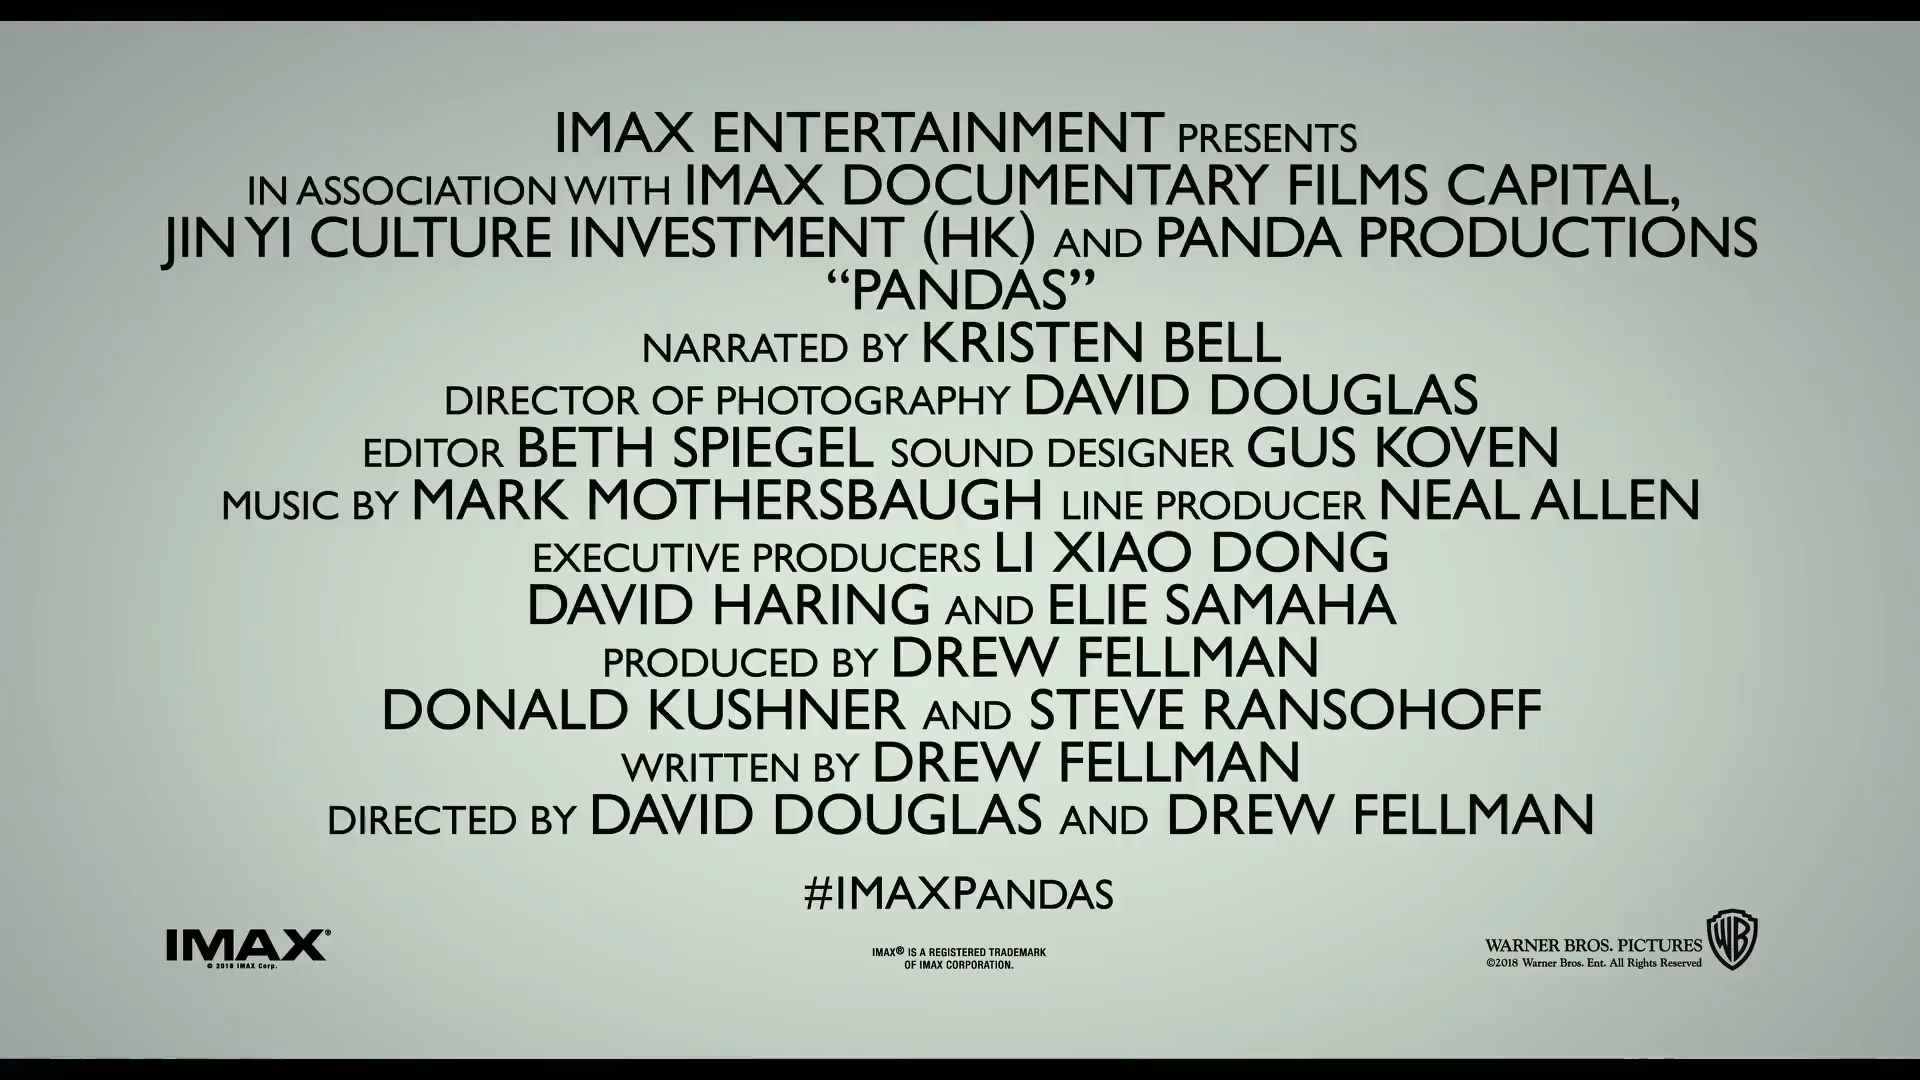 IMAX ENTERTAINMENT PRESENTS
IN ASSOCIATION WITH IMAX DOCUMENTARY FILMS CAPITAL,
JIN YI CULTURE INVESTMENT (HK) AND PANDA PRODUCTIONS
“PANDAS”
NARRATED BY KRISTEN BELL
DIRECTOR OF PHOTOGRAPHY DAVID DOUGLAS
EDITOR BETH SPIEGEL SOUND DESIGNER GUS KOVEN
MUSIC BY MARK MOTHERSBAUGH LINE PRODUCER NEAL ALLEN
EXECUTIVE PRODUCERS LI XIAO DONG
DAVID HARING AND ELIE SAMAHA
PRODUCED BY DREW FELLMAN
DONALD KUSHNER AND STEVE RANSOHOFF
WRITTEN BY DREW FELLMAN
DIRECTED BY DAVID DOUGLAS AND DREW FELLMAN
#IMAXPANDAS
IMAX®
© 2018 IMAX Corp.
IMAX® IS A REGISTERED TRADEMARK
OF IMAX CORPORATION.
WARNER BROS. PICTURES
©2018 Warner Bros. Ent. All Rights Reserved
WB